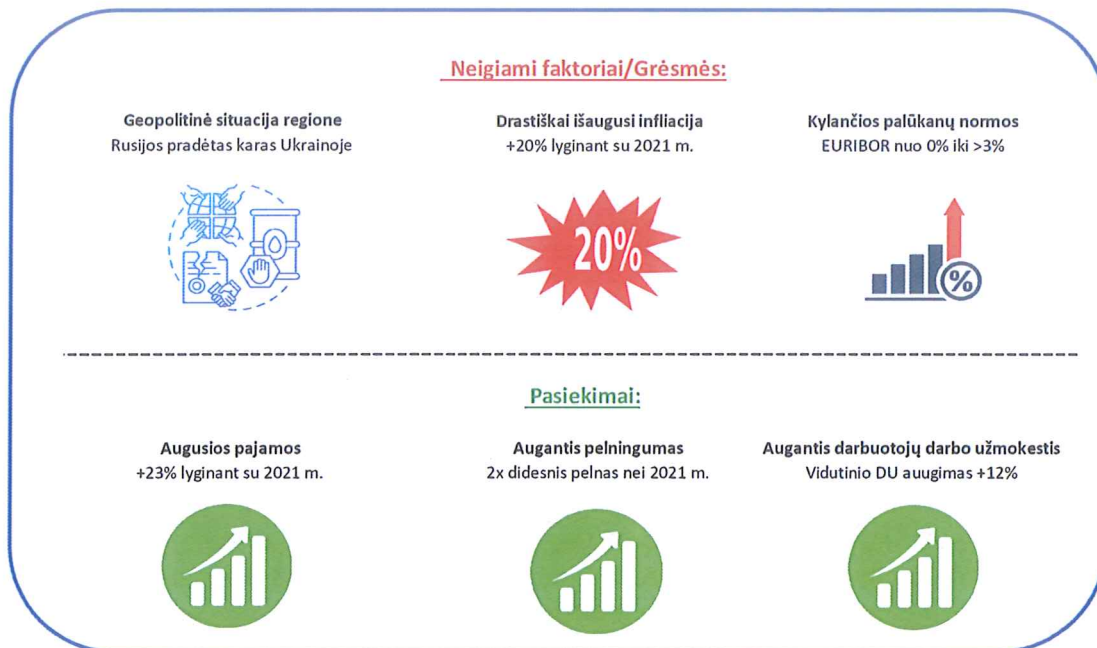 Neigiami faktoriai/Grėsmės:
Geopolitinė situacija regione
Rusijos pradėtas karas Ukrainoje
Drastiškai išaugusi infliacija
+20% lyginant su 2021 m.
Kylančios palūkanų normos
EURIBOR nuo 0% iki >3%
20%
%
Pasiekimai:
Augusios pajamos
+23% lyginant su 2021 m.
Augantis pelningumas
2x didesnis pelnas nei 2021 m.
Augantis darbuotojų darbo užmokestis
Vidutinio DU auugimas +12%